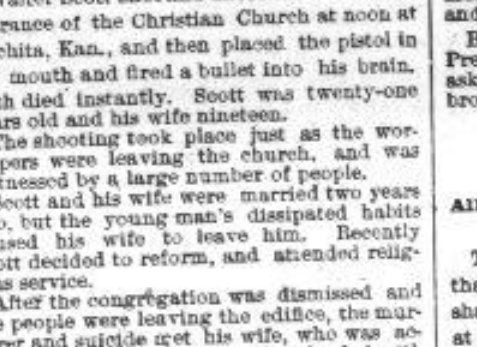 rance of the Christian Church at noon at
chita, Kan., and then placed the pistol in
mouth and fired a bullet into his brain.
th died instantly. Scott was twenty-one
ars old and his wife nineteen.
The shooting took place just as the wor-
pers were leaving the church, and was
tnessed by a large number of people.
Scott and his wife were married two years
o, but the young man's dissipated habits
used his wife to leave him. Recently
ott decided to reform, and attended relig-
us service.
After the congregation was dismissed and
e people were leaving the edifice, the mur-
rer and suicide met his wife, who was ac-
and
Pre
ask
bro
All
tha
sha
at